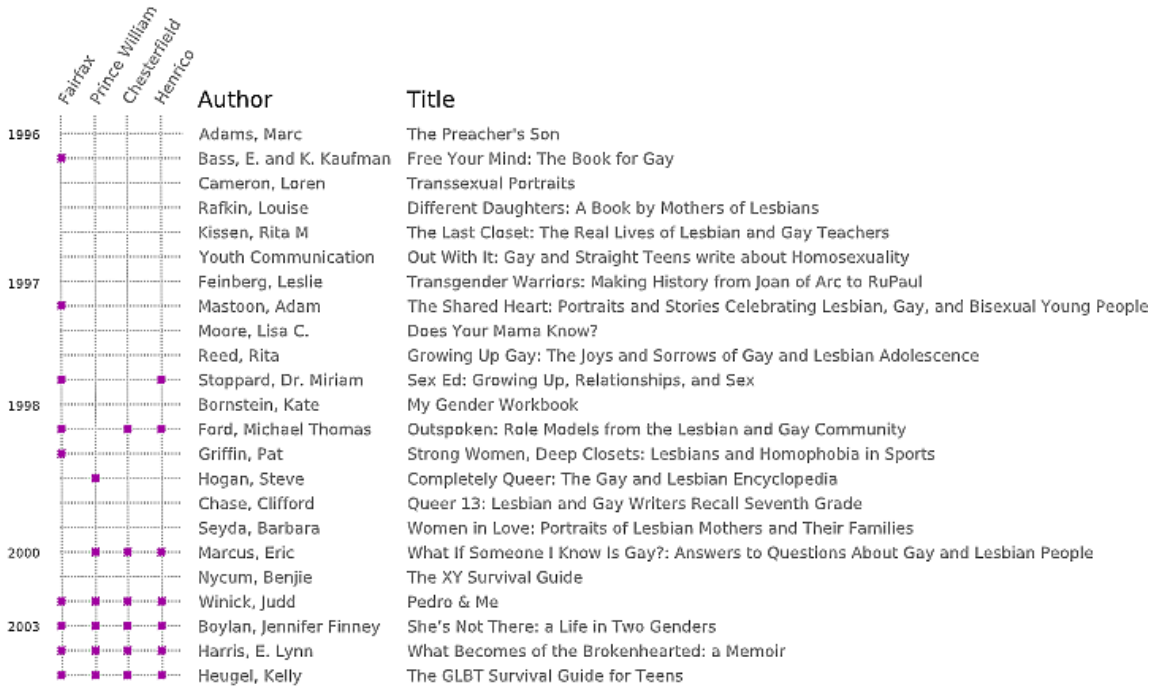 Fairfax
Prince William
Chesterfield
Henrico
Author Title
1996 Adams, Marc The Preacher's Son
Bass, E. and K. Kaufman Free Your Mind: The Book for Gay
Cameron, Loren Transsexual Portraits
Rafkin, Louise Different Daughters: A Book by Mothers of Lesbians
Kissen, Rita M The Last Closet: The Real Lives of Lesbian and Gay Teachers
Youth Communication Out With It: Gay and Straight Teens write about Homosexuality
1997 Feinberg, Leslie Transgender Warriors: Making History from Joan of Arc to RuPaul
Mastoon, Adam The Shared Heart: Portraits and Stories Celebrating Lesbian, Gay, and Bisexual Young People
Moore, Lisa C. Does Your Mama Know?
Reed, Rita Growing Up Gay: The Joys and Sorrows of Gay and Lesbian Adolescence
Stoppard, Dr. Miriam Sex Ed: Growing Up, Relationships, and Sex
1998 Bornstein, Kate My Gender Workbook
Ford, Michael Thomas Outspoken: Role Models from the Lesbian and Gay Community
Griffin, Pat Strong Women, Deep Closets: Lesbians and Homophobia in Sports
Hogan, Steve Completely Queer: The Gay and Lesbian Encyclopedia
Chase, Clifford Queer 13: Lesbian and Gay Writers Recall Seventh Grade
Seyda, Barbara Women in Love: Portraits of Lesbian Mothers and Their Families
2000 Marcus, Eric What If Someone I Know Is Gay?: Answers to Questions About Gay and Lesbian People
Nycum, Benjie The XY Survival Guide
Winick, Judd Pedro & Me
2003 Boylan, Jennifer Finney She's Not There: a Life in Two Genders
Harris, E. Lynn What Becomes of the Brokenhearted: a Memoir
Heugel, Kelly The GLBT Survival Guide for Teens